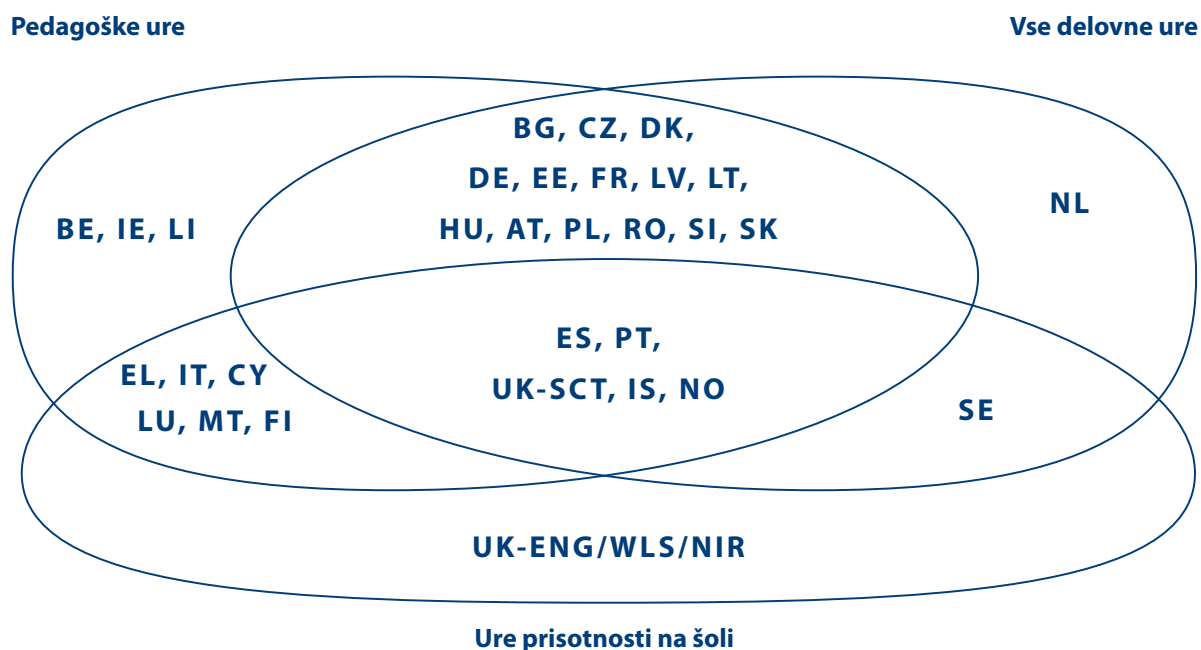 Pedagoške ure
Vse delovne ure
BG, CZ, DK,
DE, EE, FR, LV, LT,
HU, AT, PL, RO, SI, SK
NL
BE, IE, LI
ES, PT,
UK-SCT, IS, NO
EL, IT, CY
LU, MT, FI
SE
UK-ENG/WLS/NIR
Ure prisotnosti na šoli